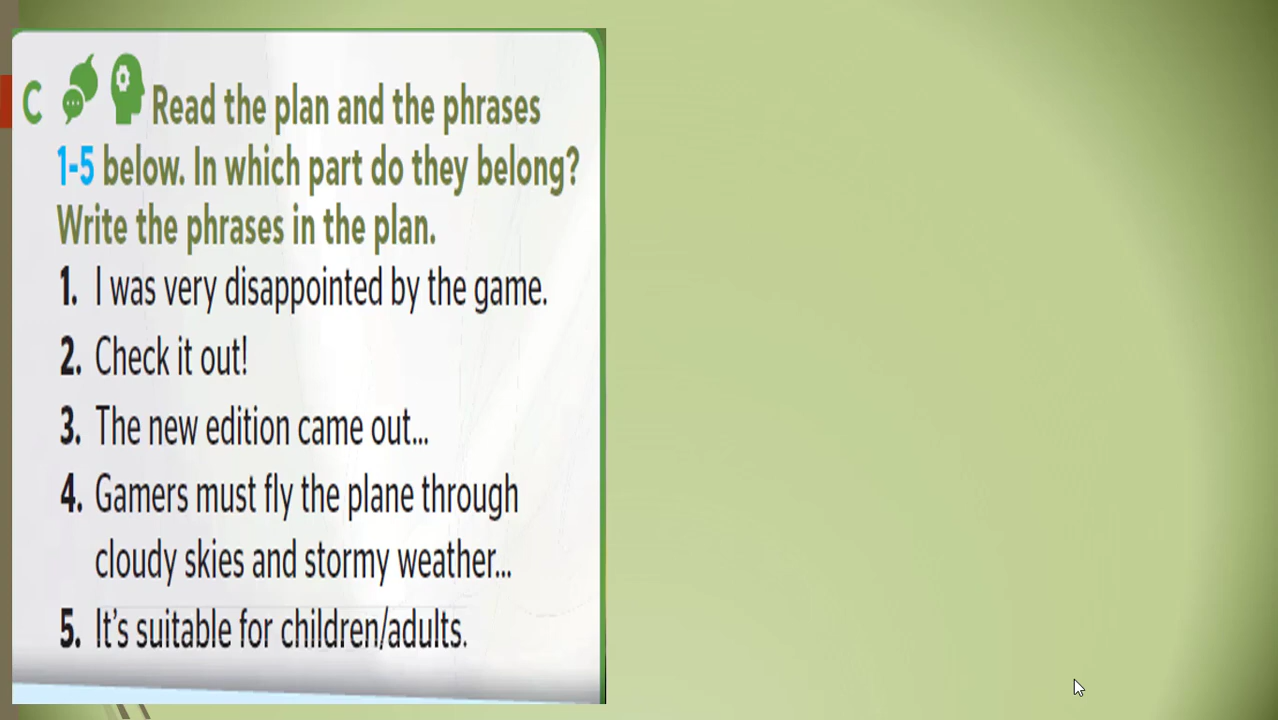 C Read the plan and the phrases
1-5 below. In which part do they belong?
Write the phrases in the plan.
1. I was very disappointed by the game.
2. Check it out!
3. The new edition came out...
4. Gamers must fly the plane through
cloudy skies and stormy weather...
5. It's suitable for children/adults.